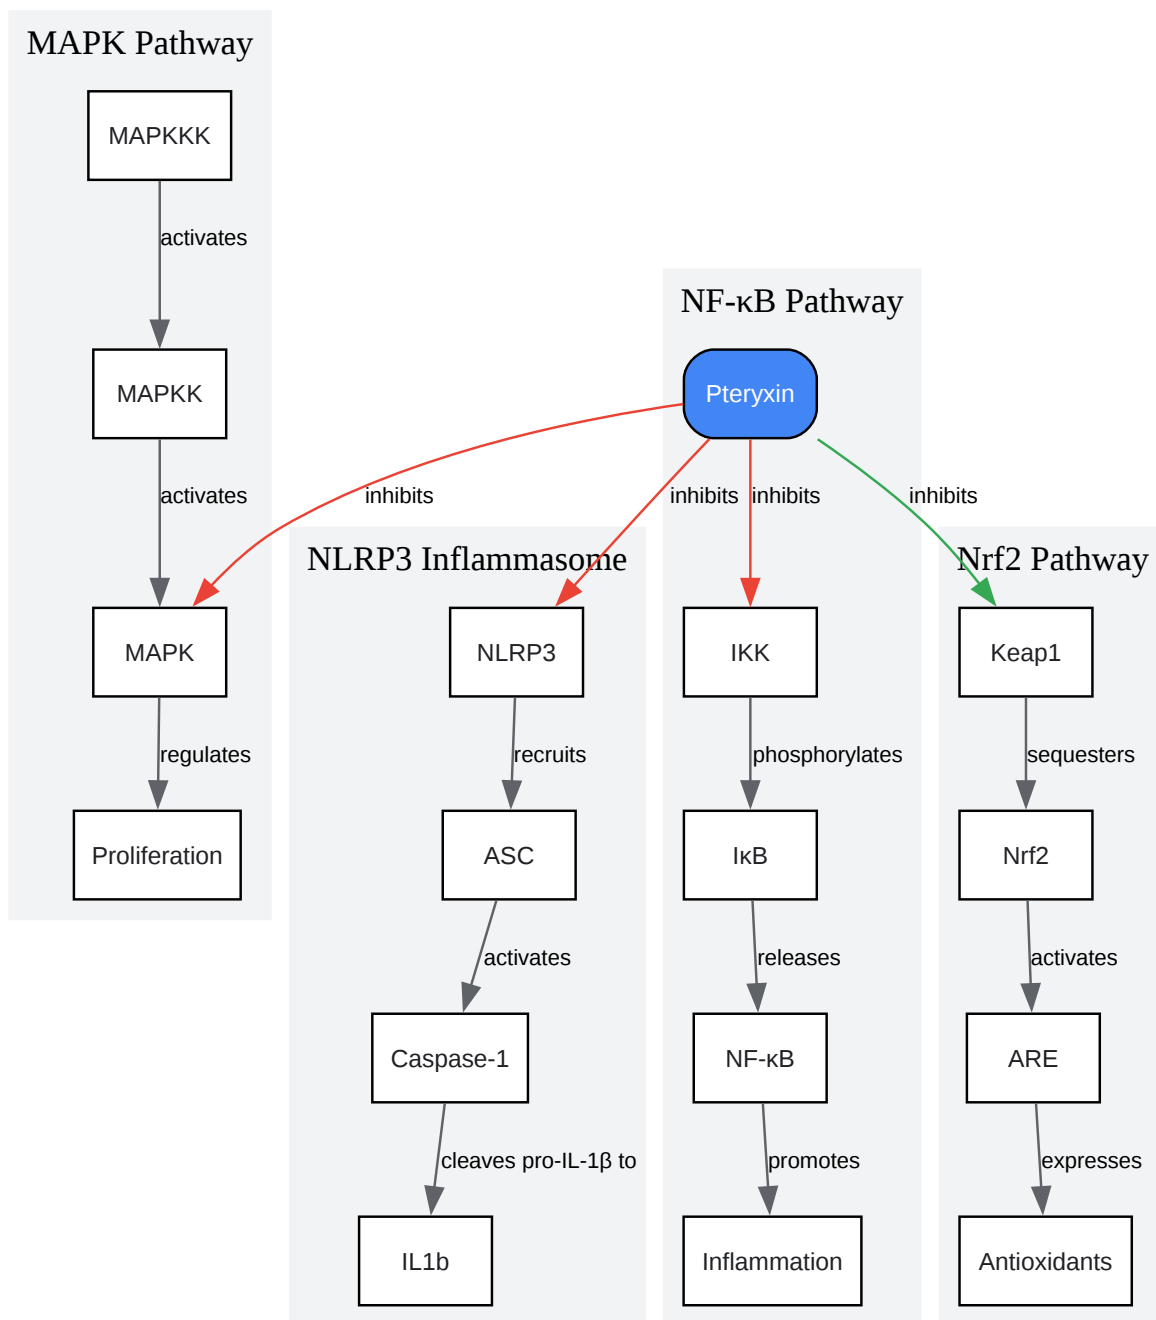 MAPK Pathway
MAPKKK
activates
NF-κB Pathway
MAPKK
Pteryxin
activates
inhibits
inhibits
inhibits
inhibits
NLRP3 Inflammasome
Nrf2 Pathway
MAPK
NLRP3
IKK
Keap1
regulates
recruits
phosphorylates
sequesters
Proliferation
ASC
IκB
Nrf2
activates
releases
activates
Caspase-1
NF-κB
ARE
cleaves pro-IL-1β to
promotes
expresses
IL1b
Inflammation
Antioxidants